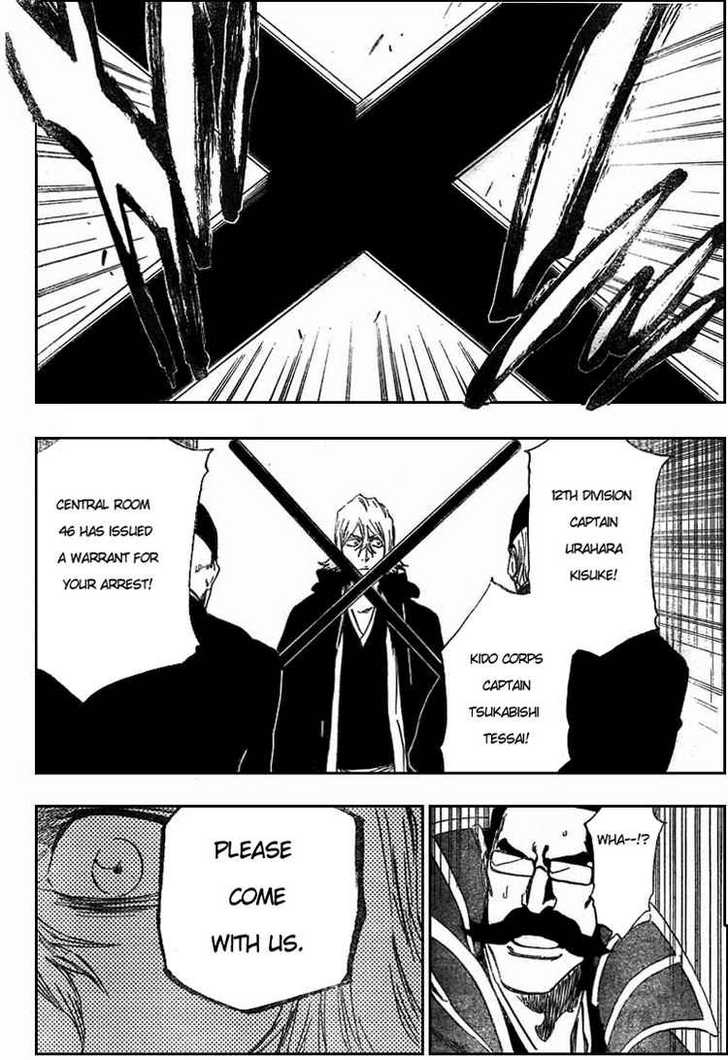 12TH DIVISION
CAPTAIN
URAHARA
KISUKE!
KIDO CORPS
CAPTAIN
TSUKABISHI
TESSAI!
CENTRAL ROOM
46 HAS ISSUED
A WARRANT FOR
YOUR ARREST!
WHA--!?
PLEASE
COME
WITH US.